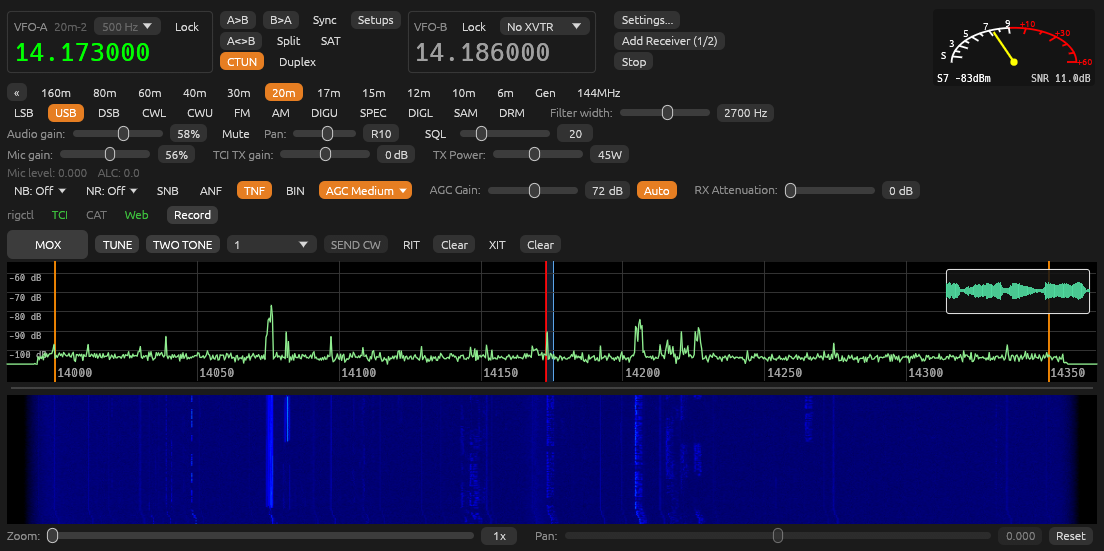 VFO-A 20m-2 500 Hz Lock
14.173000
A>B B>A Sync Setups
A<>B Split SAT
CTUN Duplex
VFO-B Lock No XVTR
14.186000
Settings...
Add Receiver (1/2)
Stop
S 3 5 7 9 +10 +30 +60
S7 -83dBm SNR 11.0dB
« 160m 80m 60m 40m 30m 20m 17m 15m 12m 10m 6m Gen 144MHz
LSB USB DSB CWL CWU FM AM DIGU SPEC DIGL SAM DRM Filter width: 2700 Hz
Audio gain: 58% Mute Pan: R10 SQL 20
Mic gain: 56% TCI TX gain: 0 dB TX Power: 45W
Mic level: 0.000 ALC: 0.0
NB: Off NR: Off SNB ANF TNF BIN AGC Medium AGC Gain: 72 dB Auto RX Attenuation: 0 dB
rigctl TCI CAT Web Record
MOX TUNE TWO TONE 1 SEND CW RIT Clear XIT Clear
-60 dB
-70 dB
-80 dB
-90 dB
-100 dB
14000 14050 14100 14150 14200 14250 14300 14350
Zoom: 1x Pan: 0.000 Reset